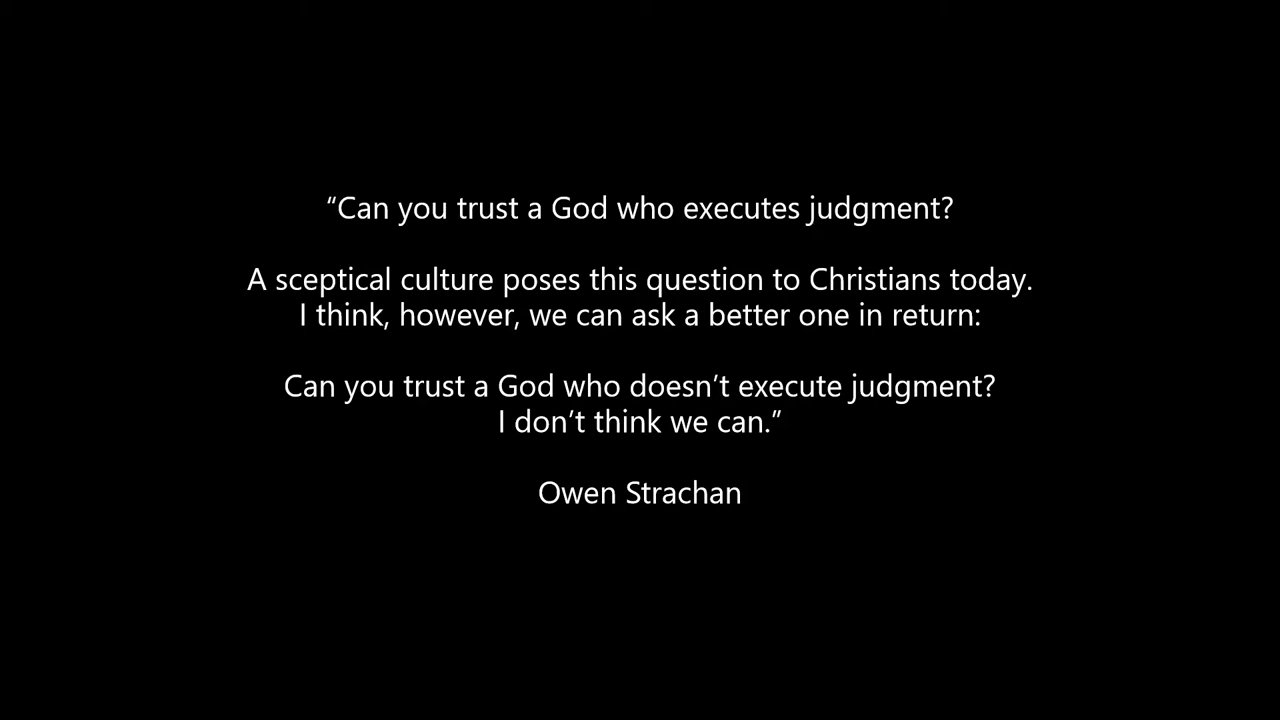 “Can you trust a God who executes judgment?
A sceptical culture poses this question to Christians today.
I think, however, we can ask a better one in return:
Can you trust a God who doesn’t execute judgment?
I don’t think we can.”
Owen Strachan